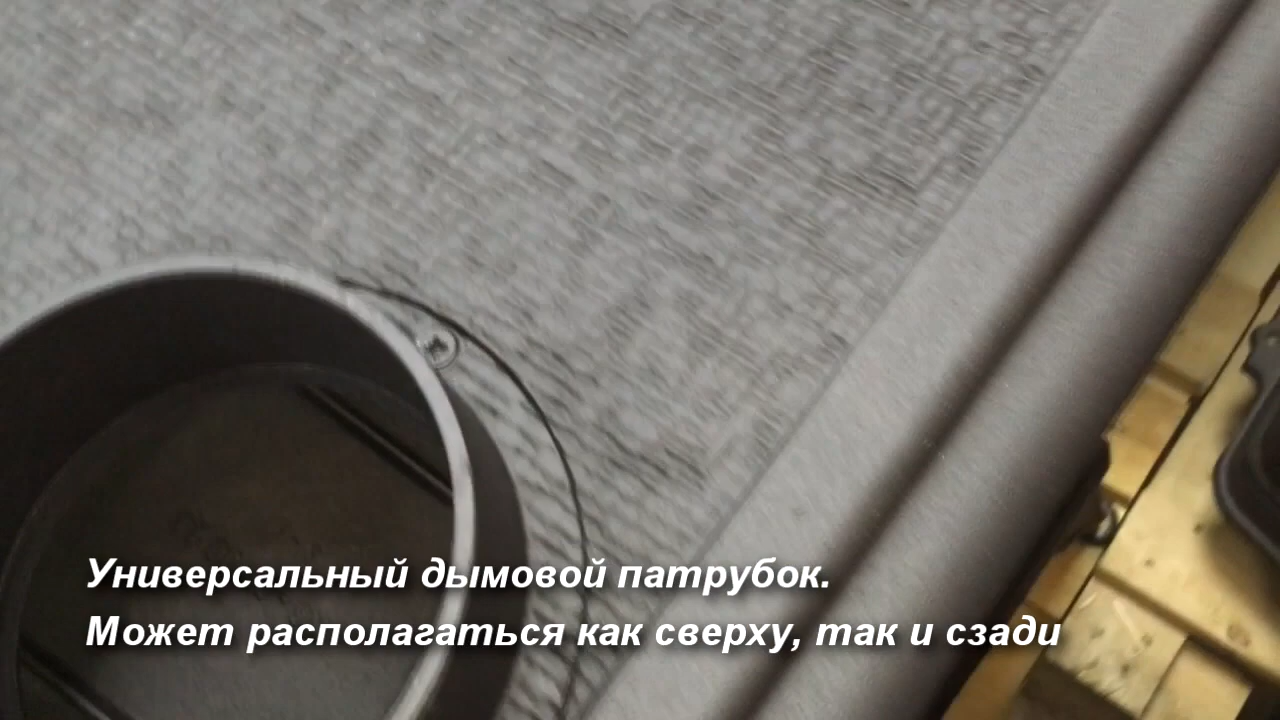 Универсальный дымовой патрубок.
Может располагаться как сверху, так и сзади